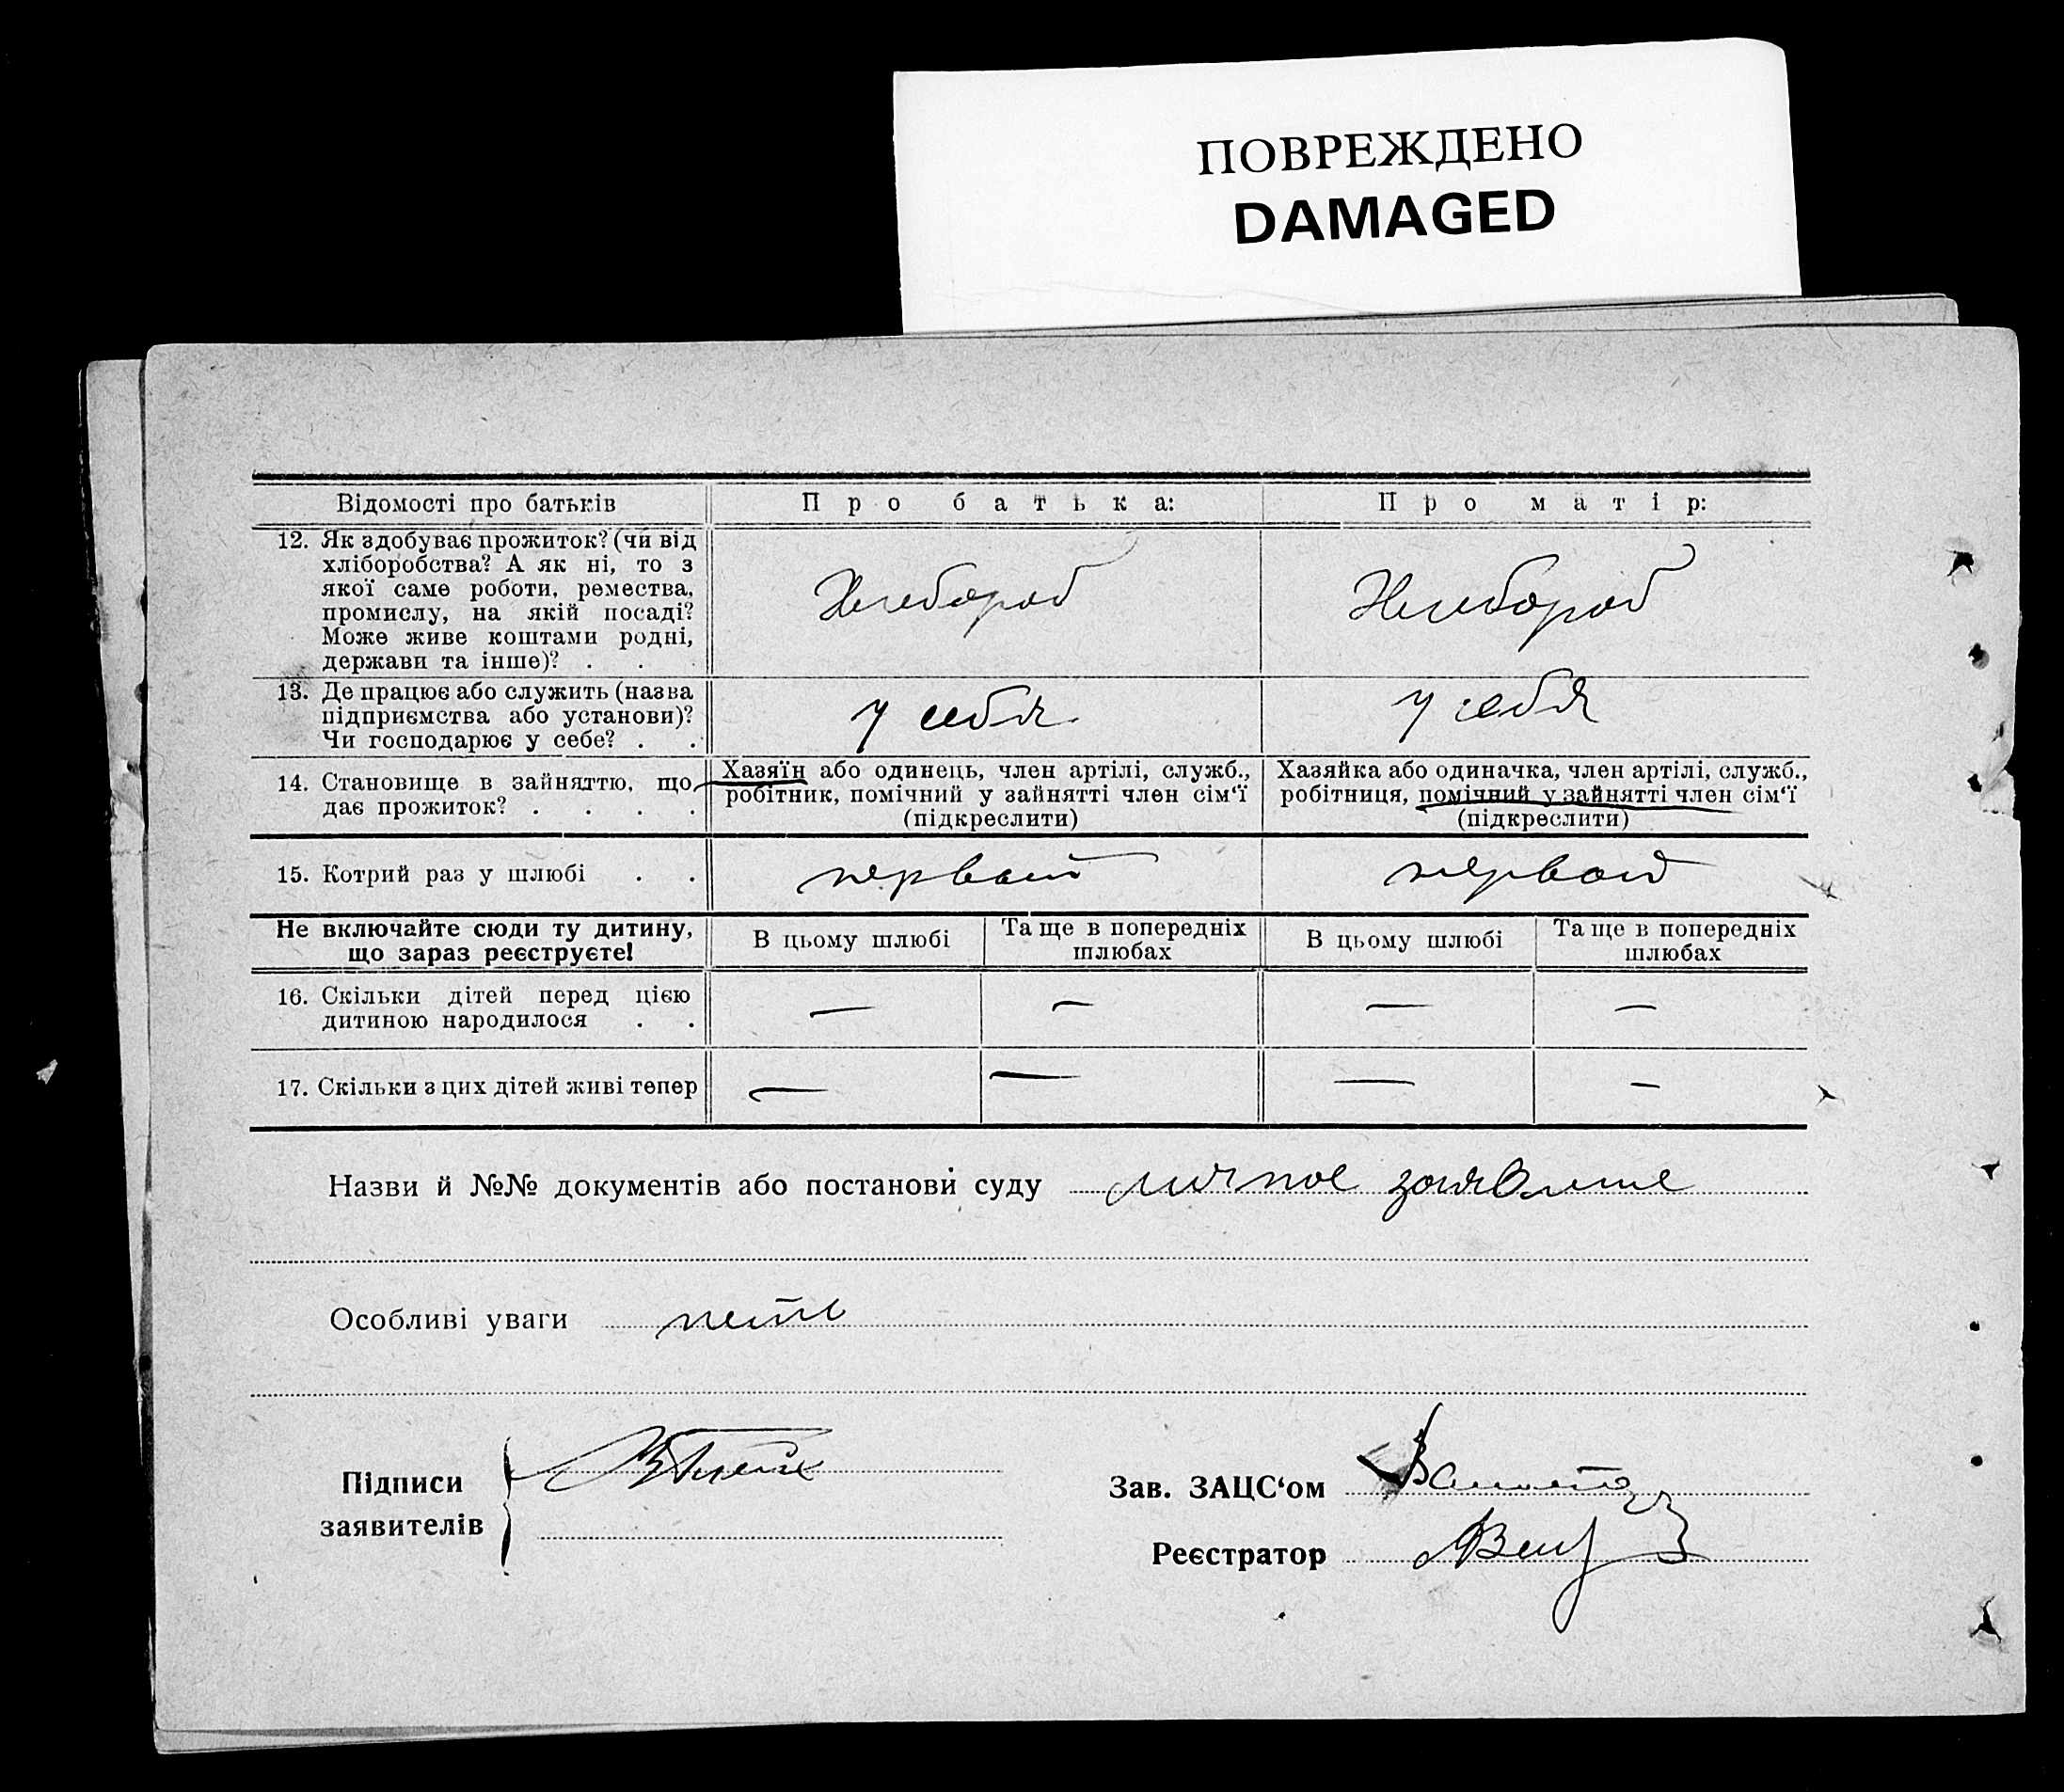 ПОВРЕЖДЕНО
DAMAGED
Відомості про батьків
Про батька:
Про матір:
12. Як здобуває прожиток? (чи від
хліборобства? А як ні, то з
якої саме роботи, ремества,
промислу, на якій посаді?
Може живе коштами родні,
держави та інше)? . . .
Хлебороб
Хлебороб
13. Де працює або служить (назва
підприємства або установи)?
Чи господарює у себе? . .
у себя
у себя
14. Становище в зайняттю, що
дає прожиток? . . . .
Хазяїн або одинець, член артілі, служб.,
робітник, помічний у зайнятті член сім‘ї
(підкреслити)
Хазяйка або одиначка, член артілі, служб.,
робітниця, помічний у зайнятті член сім‘ї
(підкреслити)
15. Котрий раз у шлюбі . .
первый
первой
Не включайте сюди ту дитину,
що зараз реєструєте!
В цьому шлюбі
Та ще в попередніх
шлюбах
В цьому шлюбі
Та ще в попередніх
шлюбах
16. Скільки дітей перед цією
дитиною народилося . .
— — — —
17. Скільки з цих дітей живі тепер
— — — —
Назви й №№ документів або постанови суду личное заявление
Особливі уваги нет
Підписи
заявителів
Зав. ЗАЦС‘ом
Реєстратор